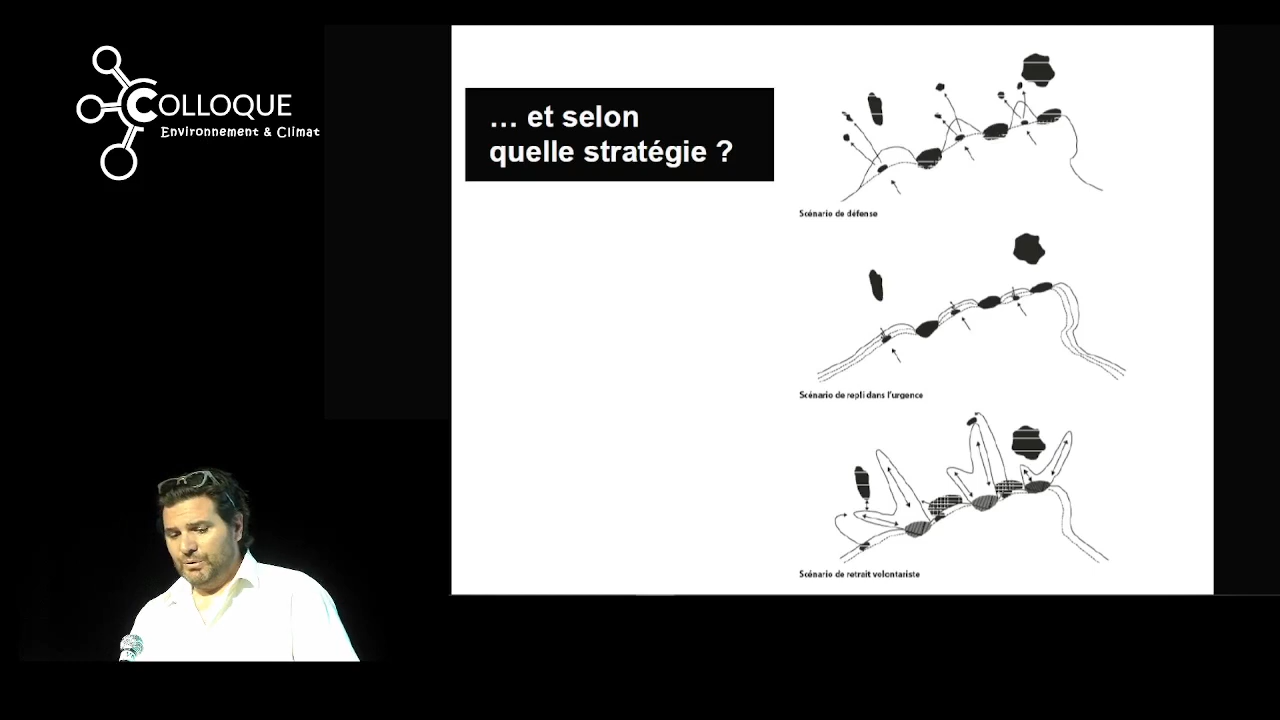 COLLOQUE
Environnement & Climat
… et selon
quelle stratégie ?
Scénario de défense
Scénario de repli dans l'urgence
Scénario de retrait volontariste